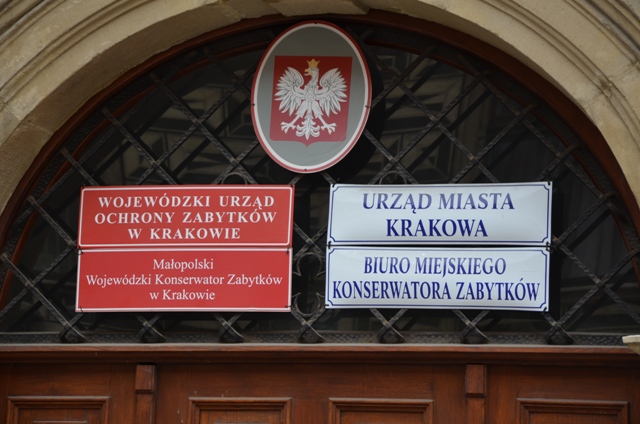 WOJEWÓDZKI URZĄD
OCHRONY ZABYTKÓW
W KRAKOWIE
Małopolski
Wojewódzki Konserwator Zabytków
w Krakowie
URZĄD MIASTA
KRAKOWA
BIURO MIEJSKIEGO
KONSERWATORA ZABYTKÓW